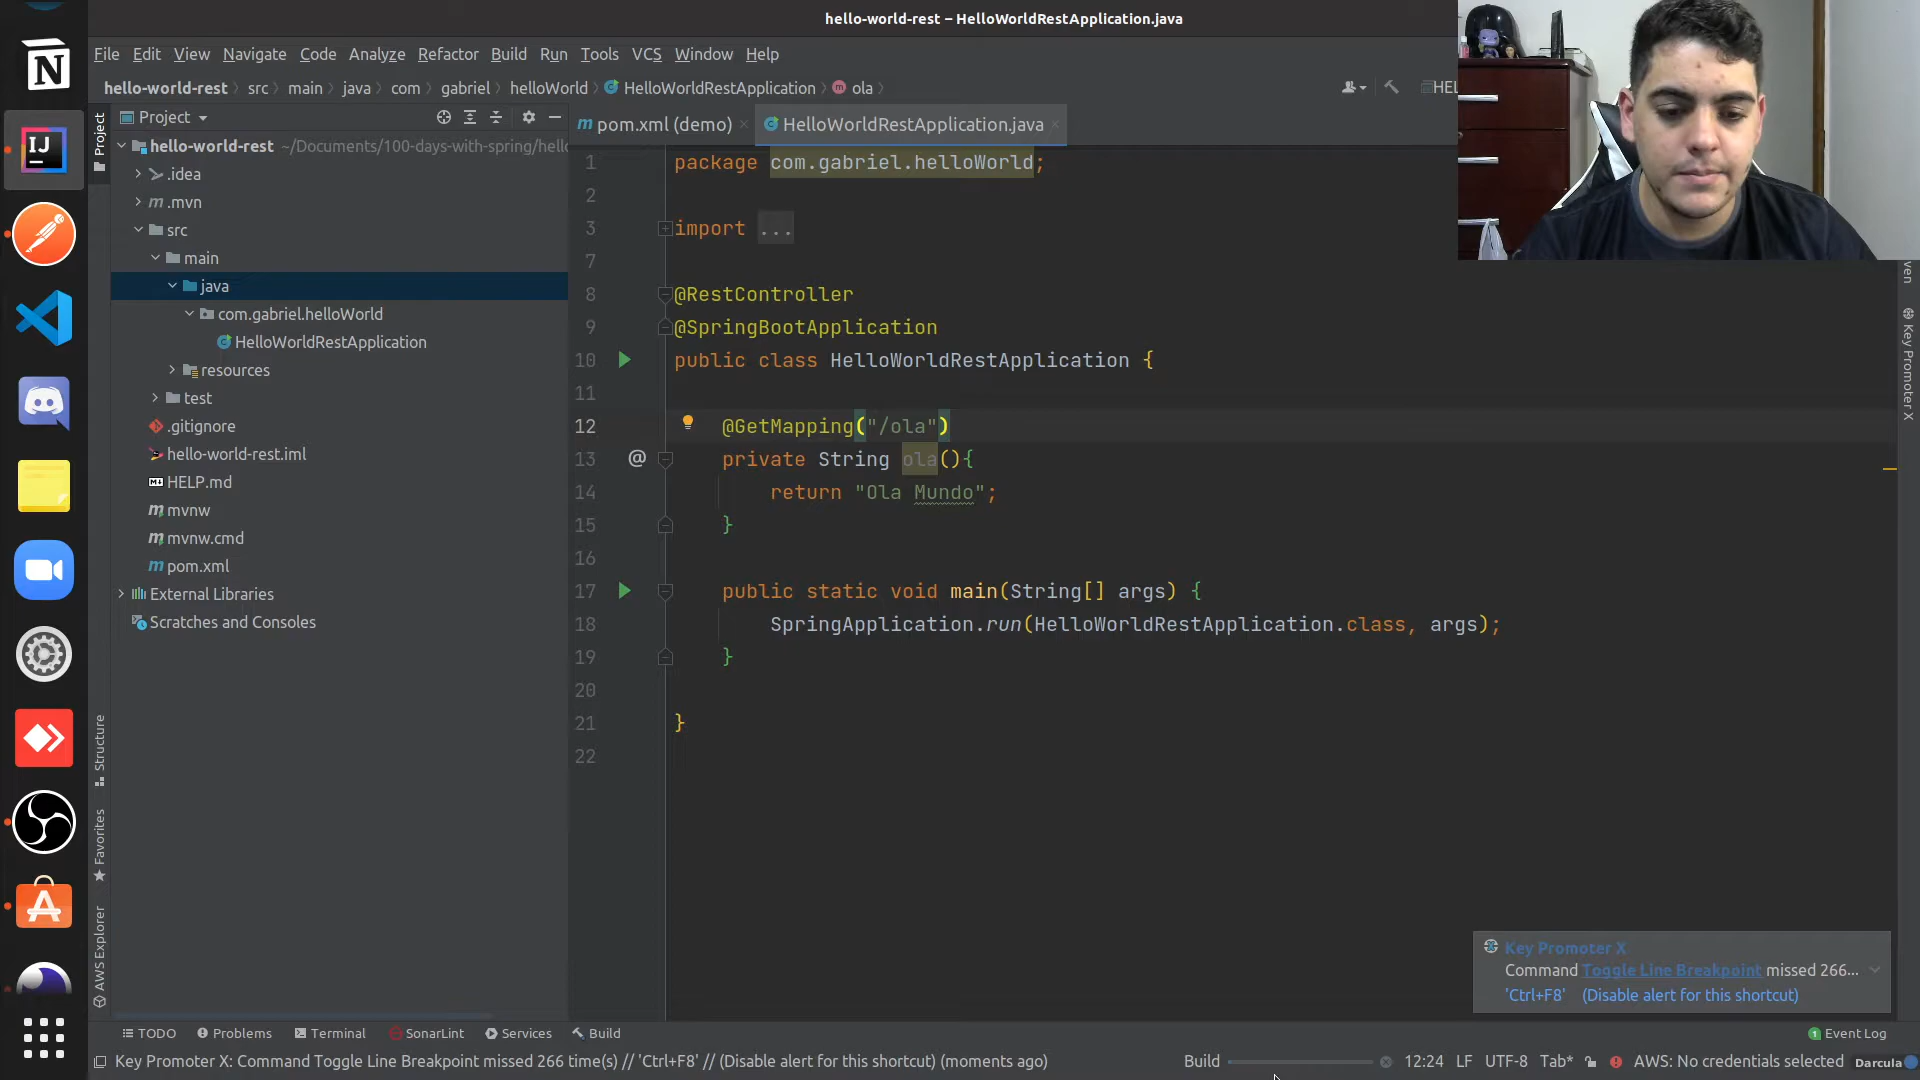 hello-world-rest – HelloWorldRestApplication.java
File Edit View Navigate Code Analyze Refactor Build Run Tools VCS Window Help
hello-world-rest src main java com gabriel helloWorld HelloWorldRestApplication ola
HEL
Project
Project
pom.xml (demo)
HelloWorldRestApplication.java
hello-world-rest ~/Documents/100-days-with-spring/hello
.idea
.mvn
src
main
java
com.gabriel.helloWorld
HelloWorldRestApplication
resources
test
.gitignore
hello-world-rest.iml
HELP.md
mvnw
mvnw.cmd
pom.xml
External Libraries
Scratches and Consoles
1 package com.gabriel.helloWorld;
2
3 import ...
7
8 @RestController
9 @SpringBootApplication
10 public class HelloWorldRestApplication {
11
12 @GetMapping("/ola")
13 private String ola(){
14 return "Ola Mundo";
15 }
16
17 public static void main(String[] args) {
18 SpringApplication.run(HelloWorldRestApplication.class, args);
19 }
20
21 }
22
Key Promoter X
Structure
Favorites
AWS Explorer
Key Promoter X
Command Toggle Line Breakpoint missed 266...
'Ctrl+F8' (Disable alert for this shortcut)
TODO Problems Terminal SonarLint Services Build
1 Event Log
Key Promoter X: Command Toggle Line Breakpoint missed 266 time(s) // 'Ctrl+F8' // (Disable alert for this shortcut) (moments ago)
Build 12:24 LF UTF-8 Tab* AWS: No credentials selected Darcula